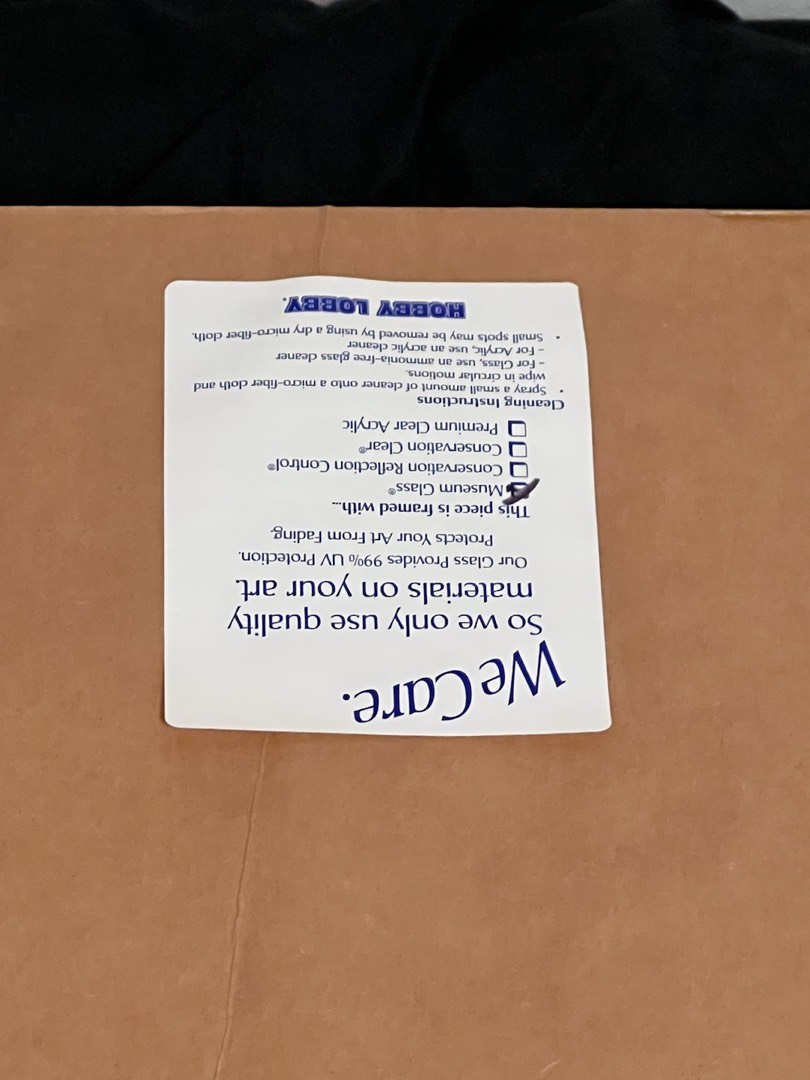 We Care.
So we only use quality
materials on your art.
Our Glass Provides 99% UV Protection.
Protects Your Art From Fading.
This piece is framed with...
Museum Glass®
Conservation Reflection Control®
Conservation Clear®
Premium Clear Acrylic
Cleaning Instructions
• Spray a small amount of cleaner onto a micro-fiber cloth and
wipe in circular motions.
- For Glass, use an ammonia-free glass cleaner
- For Acrylic, use an acrylic cleaner
• Small spots may be removed by using a dry micro-fiber cloth.
HOBBY LOBBY.